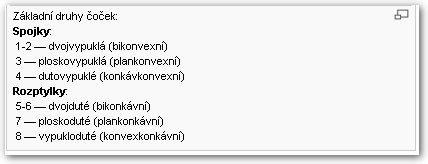 Základní druhy čoček:
Spojky:
1-2 — dvojvypuklá (bikonvexní)
3 — ploskovypuklá (plankonvexní)
4 — dutovypuklé (konkávkonvexní)
Rozptylky:
5-6 — dvojduté (bikonkávní)
7 — ploskoduté (plankonkávní)
8 — vypukloduté (konvexkonkávní)